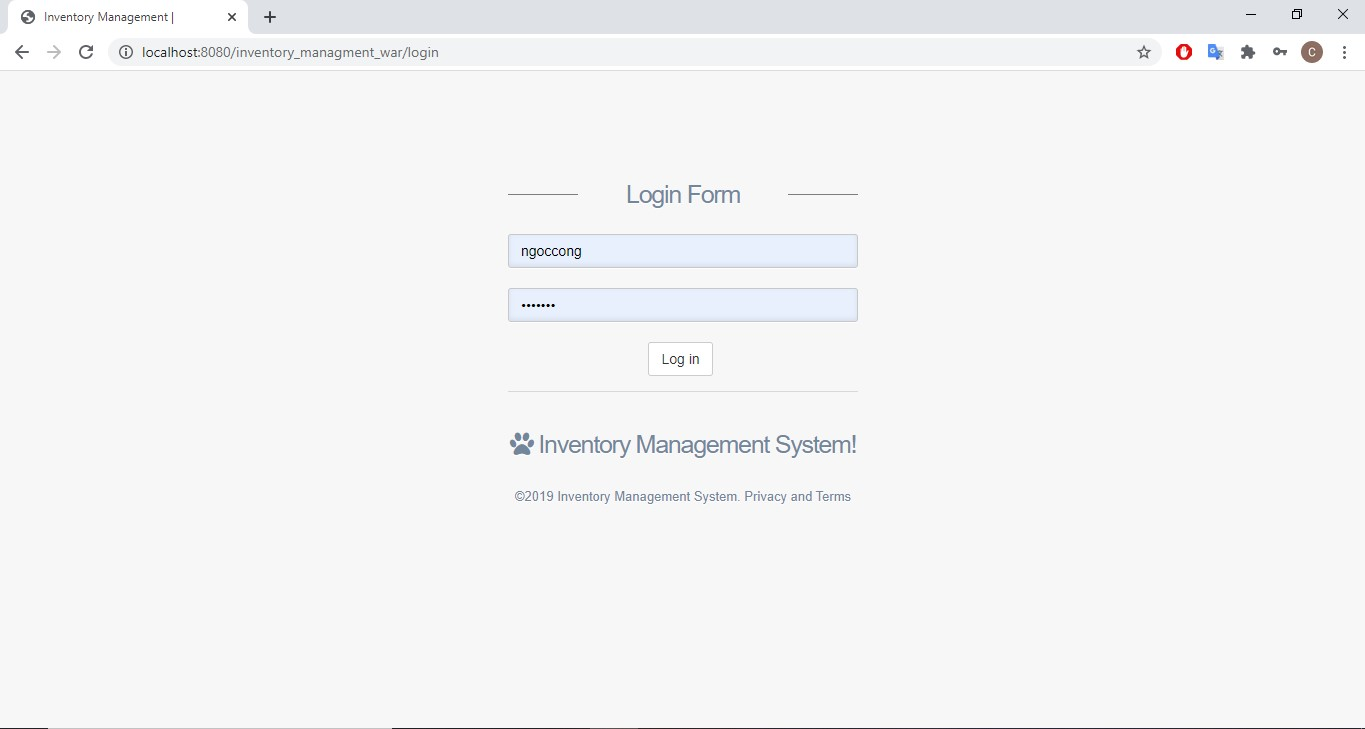 Inventory Management |
localhost:8080/inventory_managment_war/login
C
Login Form
ngoccong
•••••••
Log in
Inventory Management System!
©2019 Inventory Management System. Privacy and Terms